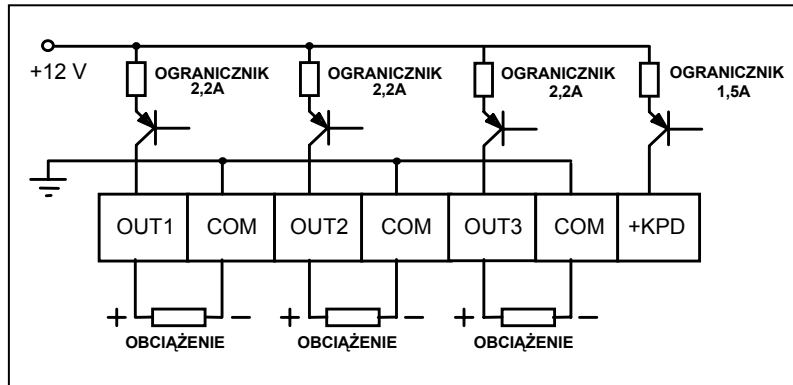 +12 V
OGRANICZNIK
2,2A
OGRANICZNIK
2,2A
OGRANICZNIK
2,2A
OGRANICZNIK
1,5A
OUT1 COM OUT2 COM OUT3 COM +KPD
+ − + − + −
OBCIĄŻENIE OBCIĄŻENIE OBCIĄŻENIE